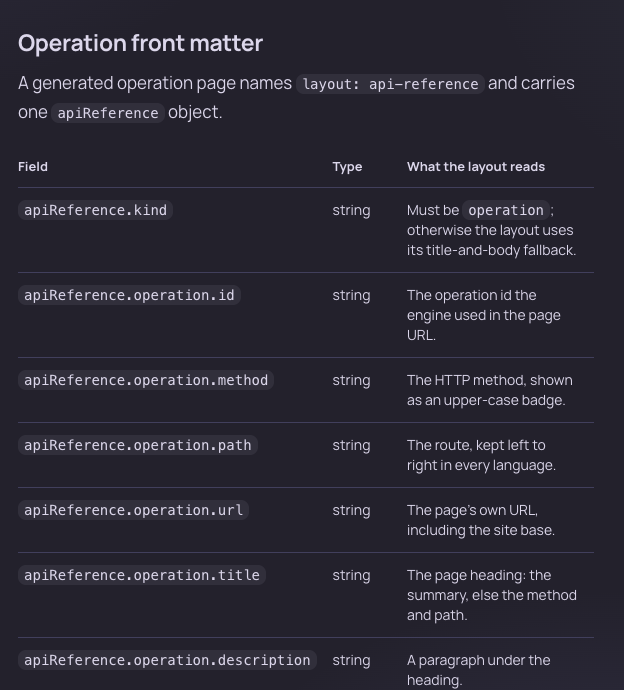 Operation front matter
A generated operation page names layout: api-reference and carries
one apiReference object.
Field Type What the layout reads
apiReference.kind string Must be operation;
otherwise the layout uses
its title-and-body fallback.
apiReference.operation.id string The operation id the
engine used in the page
URL.
apiReference.operation.method string The HTTP method, shown
as an upper-case badge.
apiReference.operation.path string The route, kept left to
right in every language.
apiReference.operation.url string The page's own URL,
including the site base.
apiReference.operation.title string The page heading: the
summary, else the method
and path.
apiReference.operation.description string A paragraph under the
heading.